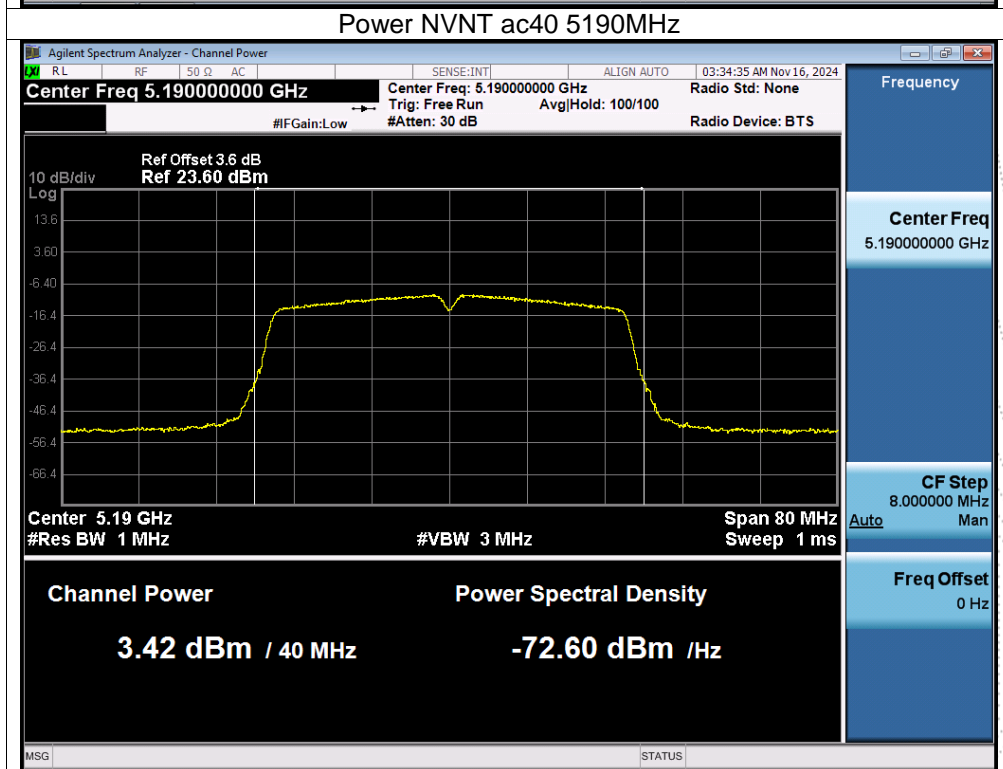 Power NVNT ac40 5190MHz
Agilent Spectrum Analyzer - Channel Power
LXI RL RF 50 Ω AC SENSE:INT ALIGN AUTO 03:34:35 AM Nov 16, 2024
Center Freq 5.190000000 GHz
Center Freq: 5.190000000 GHz Radio Std: None
Trig: Free Run Avg|Hold: 100/100
#IFGain:Low #Atten: 30 dB Radio Device: BTS
Ref Offset 3.6 dB
10 dB/div Ref 23.60 dBm
Log
13.6
3.60
-6.40
-16.4
-26.4
-36.4
-46.4
-56.4
-66.4
Center 5.19 GHz Span 80 MHz
#Res BW 1 MHz #VBW 3 MHz Sweep 1 ms
Channel Power Power Spectral Density
3.42 dBm / 40 MHz -72.60 dBm /Hz
Frequency
Center Freq
5.190000000 GHz
CF Step
8.000000 MHz
Auto Man
Freq Offset
0 Hz
MSG STATUS